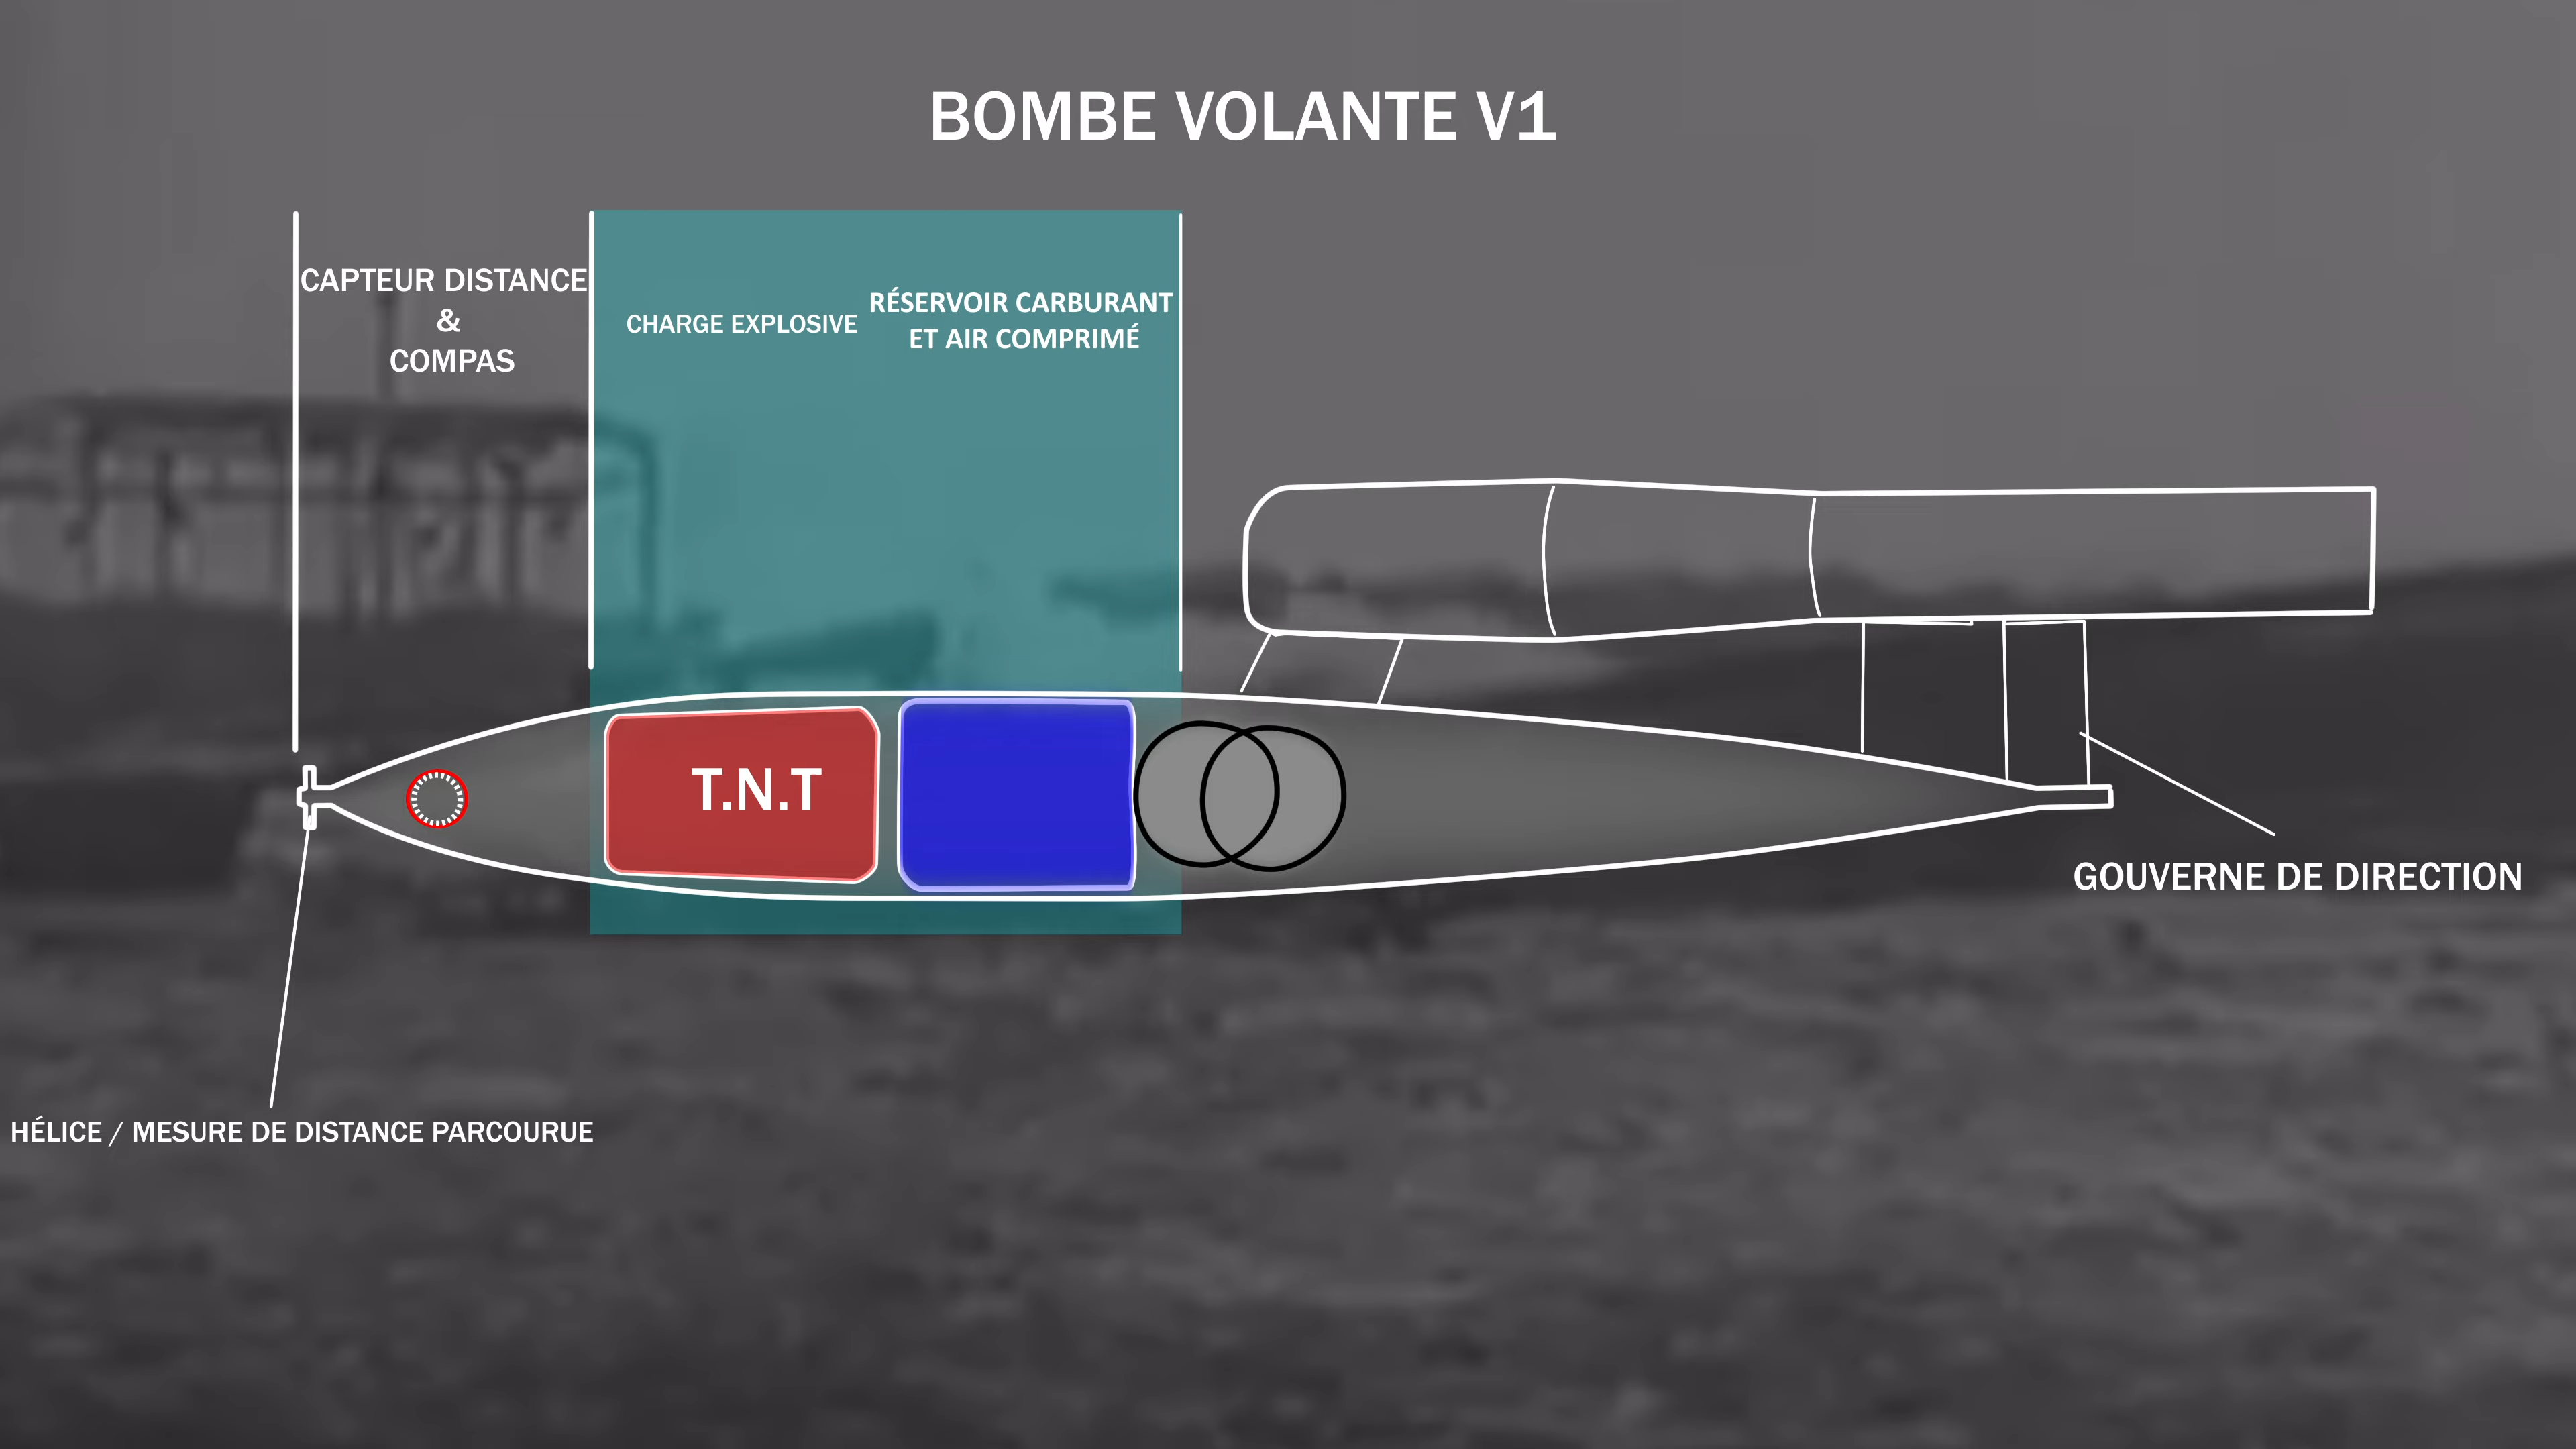 BOMBE VOLANTE V1
CAPTEUR DISTANCE
&
COMPAS
CHARGE EXPLOSIVE
RÉSERVOIR CARBURANT
ET AIR COMPRIMÉ
T.N.T
GOUVERNE DE DIRECTION
HÉLICE / MESURE DE DISTANCE PARCOURUE